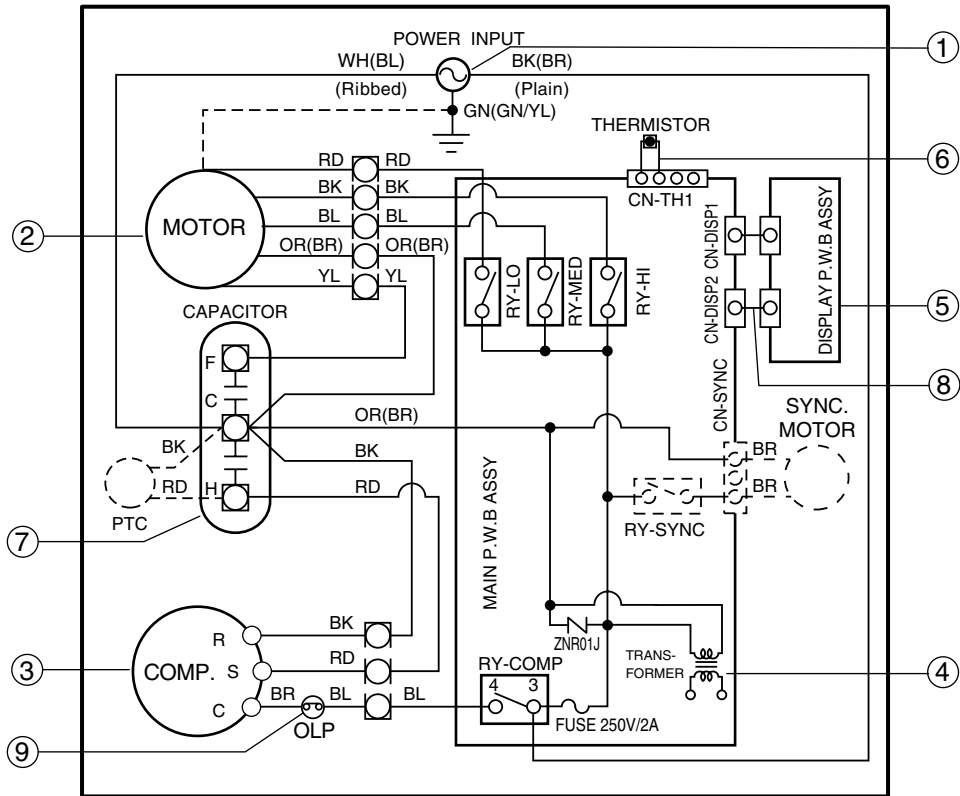 POWER INPUT
①
WH(BL)
BK(BR)
(Ribbed)
(Plain)
GN(GN/YL)
THERMISTOR
⑥
CN-TH1
RD
RD
BK
BK
②
MOTOR
BL
BL
OR(BR)
OR(BR)
YL
YL
RY-LO
RY-MED
RY-HI
CN-DISP1
CN-DISP2
DISPLAY P.W.B ASSY
⑤
⑧
CAPACITOR
F
C
H
CN-SYNC
SYNC.
MOTOR
OR(BR)
BK
BK
RD
RD
PTC
⑦
BR
BR
RY-SYNC
MAIN P.W.B ASSY
③
COMP.
R
S
C
BK
RD
BR
BL
BL
OLP
⑨
RY-COMP
4 3
ZNR01J
TRANS-
FORMER
④
FUSE 250V/2A